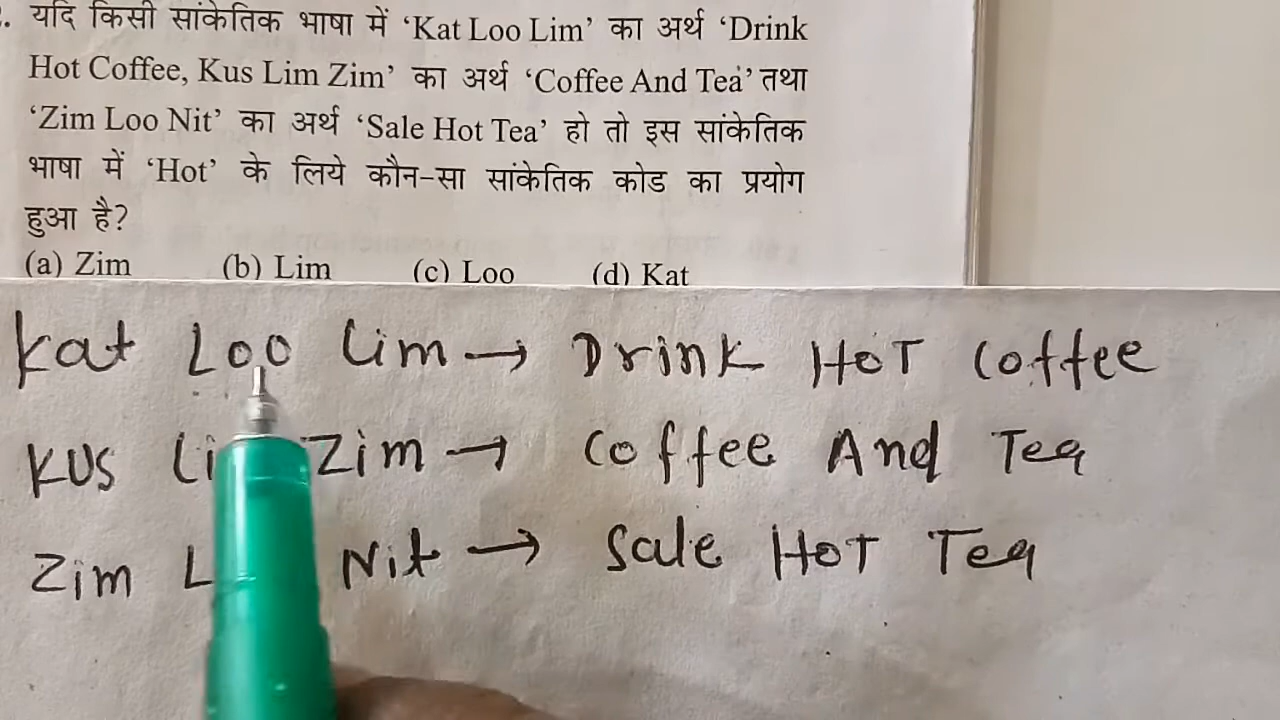 . यदि किसी सांकेतिक भाषा में ‘Kat Loo Lim’ का अर्थ ‘Drink
Hot Coffee, Kus Lim Zim’ का अर्थ ‘Coffee And Tea’ तथा
‘Zim Loo Nit’ का अर्थ ‘Sale Hot Tea’ हो तो इस सांकेतिक
भाषा में ‘Hot’ के लिये कौन-सा सांकेतिक कोड का प्रयोग
हुआ है?
(a) Zim (b) Lim (c) Loo (d) Kat
Kat Loo Lim → Drink HOT Coffee
KUS Li Zim → Coffee And Tea
Zim L Nit → Sale HOT Tea